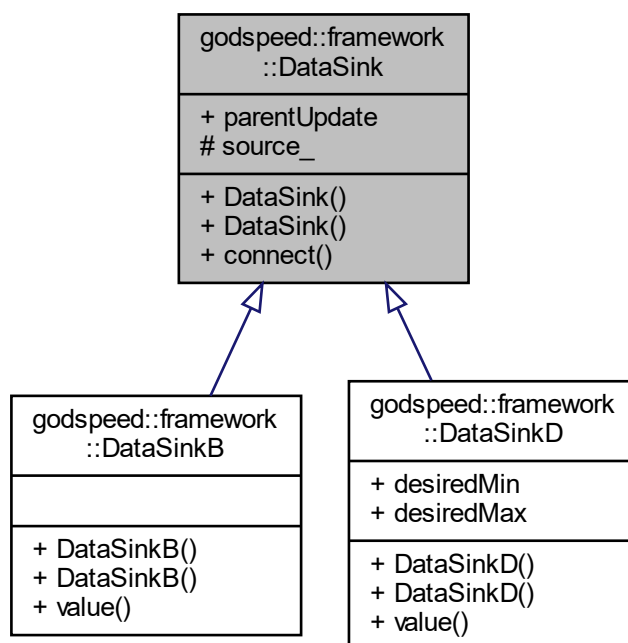 godspeed::framework
::DataSink
+ parentUpdate
# source_
+ DataSink()
+ DataSink()
+ connect()
godspeed::framework
::DataSinkB
+ DataSinkB()
+ DataSinkB()
+ value()
godspeed::framework
::DataSinkD
+ desiredMin
+ desiredMax
+ DataSinkD()
+ DataSinkD()
+ value()